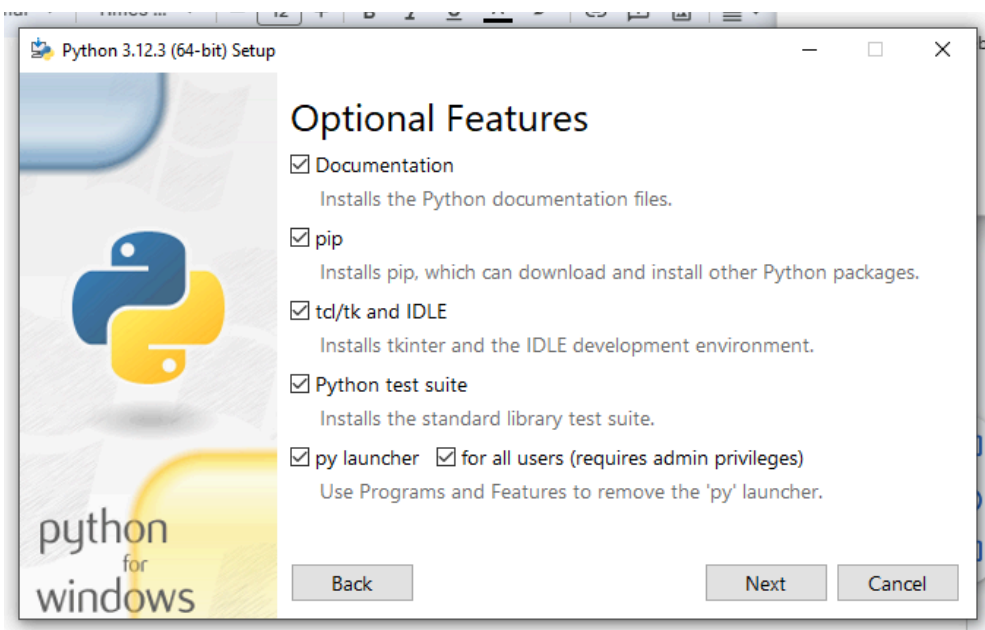 12
B
Python 3.12.3 (64-bit) Setup
Optional Features
Documentation
Installs the Python documentation files.
pip
Installs pip, which can download and install other Python packages.
tcl/tk and IDLE
Installs tkinter and the IDLE development environment.
Python test suite
Installs the standard library test suite.
py launcher for all users (requires admin privileges)
Use Programs and Features to remove the 'py' launcher.
python
for
windows
Back Next Cancel